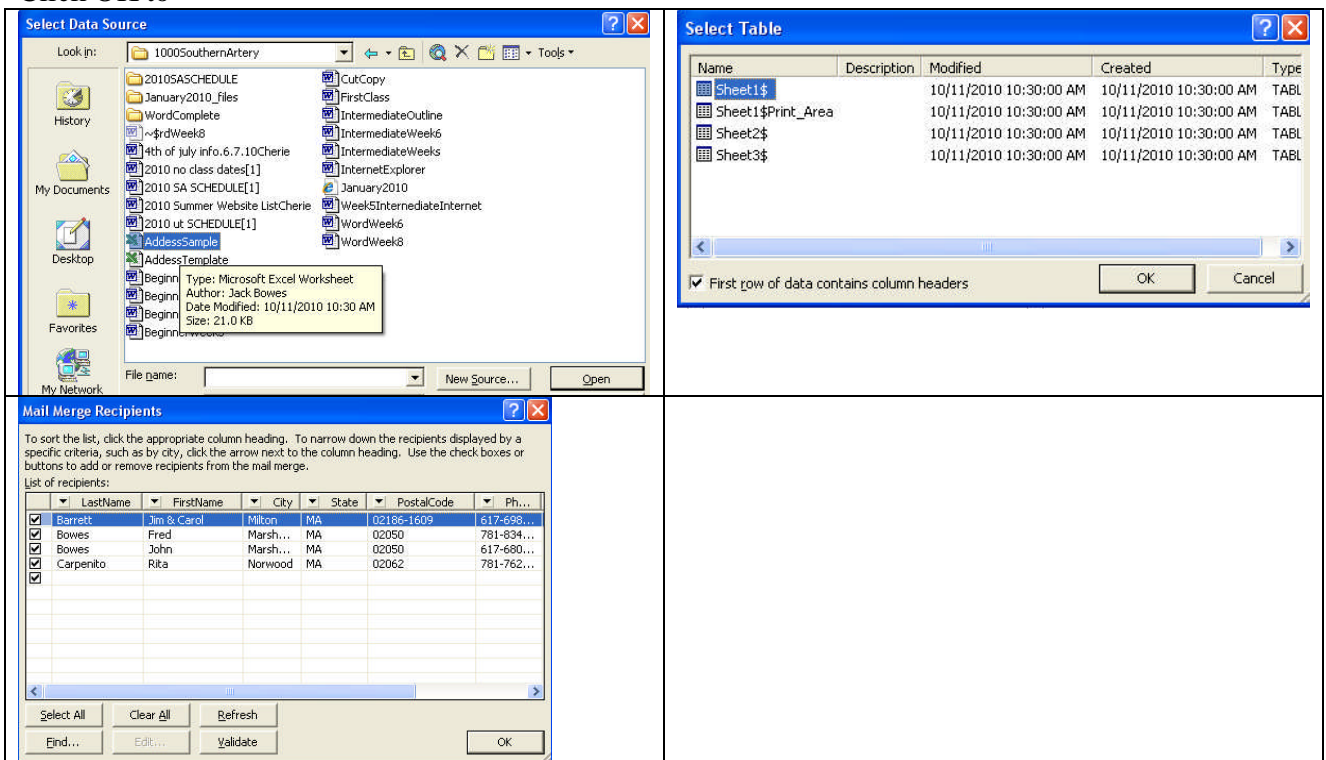 Select Data Source
Look in: 1000SouthernArtery Tools
History
My Documents
Desktop
Favorites
My Network
2010SASCHEDULE
January2010_files
WordComplete
~$rdWeek8
4th of july info.6.7.10Cherie
2010 no class dates[1]
2010 SA SCHEDULE[1]
2010 Summer Website ListCherie
2010 ut SCHEDULE[1]
AddessSample
AddessTemplate
Beginn
Beginn
Beginn
CutCopy
FirstClass
IntermediateOutline
IntermediateWeek6
IntermediateWeeks
InternetExplorer
January2010
Week5InternediateInternet
WordWeek6
WordWeek8
Type: Microsoft Excel Worksheet
Author: Jack Bowes
Date Modified: 10/11/2010 10:30 AM
Size: 21.0 KB
File name: New Source... Open
Select Table
Name Description Modified Created Type
Sheet1$ 10/11/2010 10:30:00 AM 10/11/2010 10:30:00 AM TABL
Sheet1$Print_Area 10/11/2010 10:30:00 AM 10/11/2010 10:30:00 AM TABL
Sheet2$ 10/11/2010 10:30:00 AM 10/11/2010 10:30:00 AM TABL
Sheet3$ 10/11/2010 10:30:00 AM 10/11/2010 10:30:00 AM TABL
First row of data contains column headers OK Cancel
Mail Merge Recipients
To sort the list, click the appropriate column heading. To narrow down the recipients displayed by a
specific criteria, such as by city, click the arrow next to the column heading. Use the check boxes or
buttons to add or remove recipients from the mail merge.
List of recipients:
LastName FirstName City State PostalCode Ph...
Barrett Jim & Carol Milton MA 02186-1609 617-698...
Bowes Fred Marsh... MA 02050 781-834...
Bowes John Marsh... MA 02050 617-680...
Carpenito Rita Norwood MA 02062 781-762...
Select All Clear All Refresh
Find... Edit... Validate OK